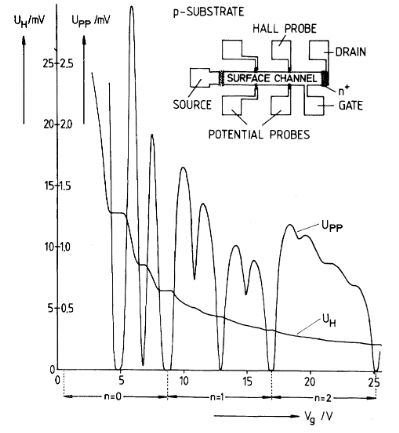 p-SUBSTRATE
U_H/mV U_PP/mV
HALL PROBE
DRAIN
SURFACE CHANNEL
n⁺
SOURCE
GATE
POTENTIAL PROBES
25 2.5
20 2.0
15 1.5
10 1.0
5 0.5
0 0
U_PP
U_H
0 5 10 15 20 25
n=0 n=1 n=2
V_g / V